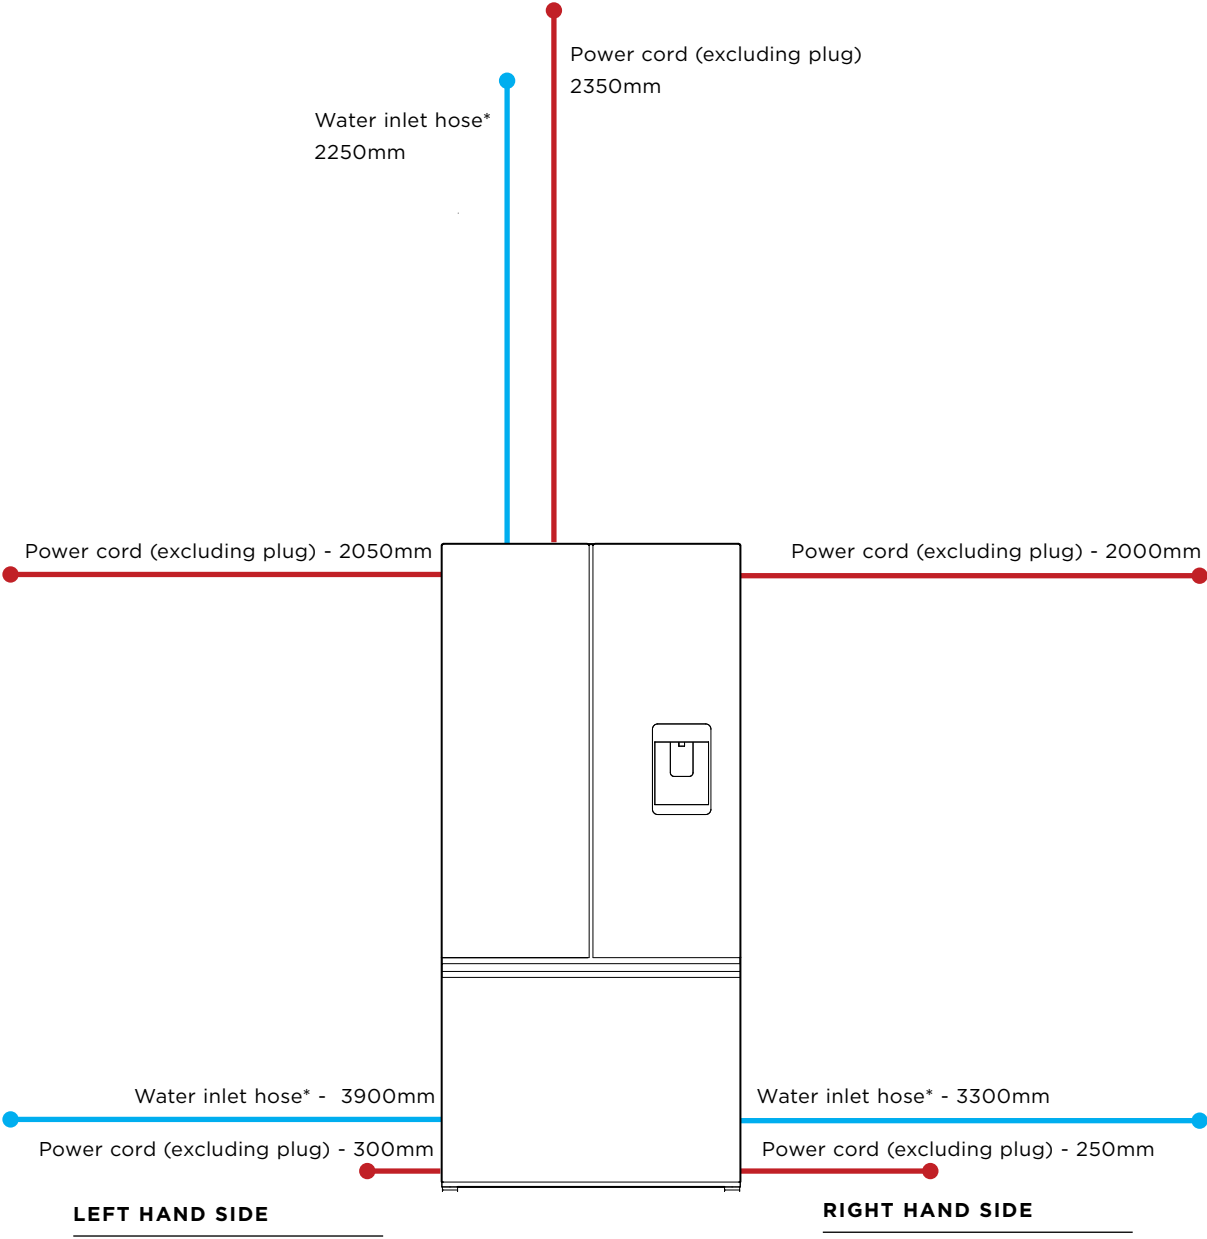 Power cord (excluding plug)
2350mm
Water inlet hose*
2250mm
Power cord (excluding plug) - 2050mm
Power cord (excluding plug) - 2000mm
Water inlet hose* - 3900mm
Water inlet hose* - 3300mm
Power cord (excluding plug) - 300mm
Power cord (excluding plug) - 250mm
LEFT HAND SIDE
RIGHT HAND SIDE